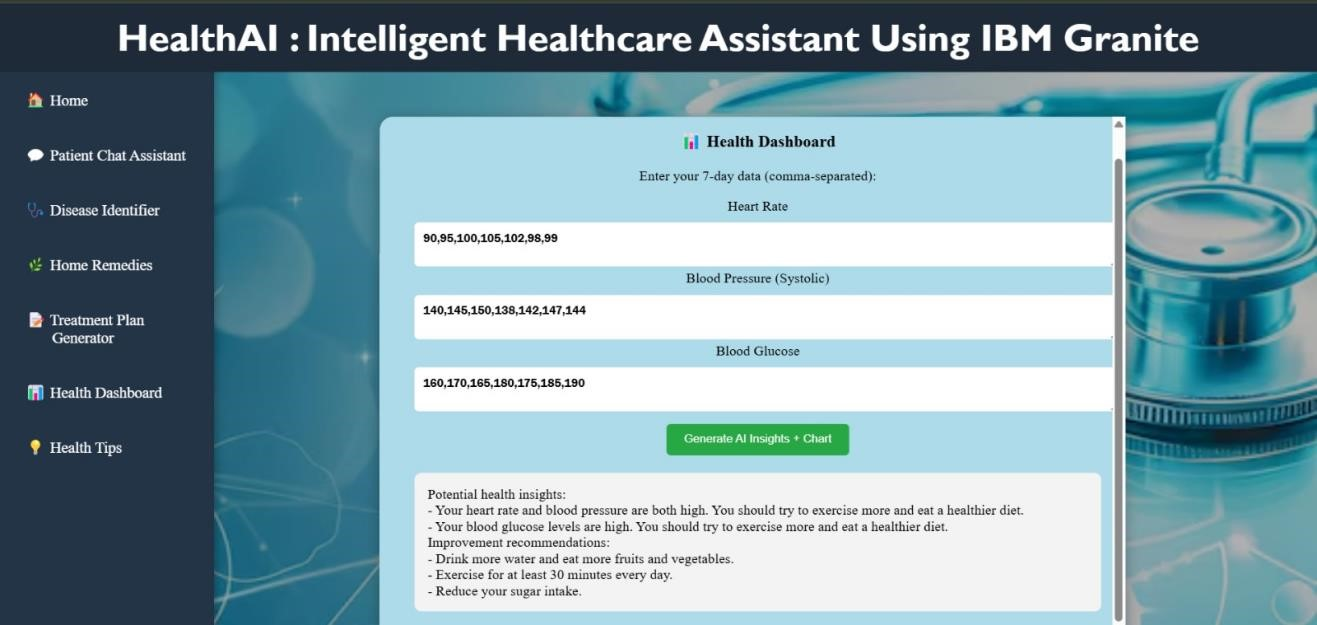 HealthAI : Intelligent Healthcare Assistant Using IBM Granite
Home
Patient Chat Assistant
Disease Identifier
Home Remedies
Treatment Plan
Generator
Health Dashboard
Health Tips
Health Dashboard
Enter your 7-day data (comma-separated):
Heart Rate
90,95,100,105,102,98,99
Blood Pressure (Systolic)
140,145,150,138,142,147,144
Blood Glucose
160,170,165,180,175,185,190
Generate AI Insights + Chart
Potential health insights:
- Your heart rate and blood pressure are both high. You should try to exercise more and eat a healthier diet.
- Your blood glucose levels are high. You should try to exercise more and eat a healthier diet.
Improvement recommendations:
- Drink more water and eat more fruits and vegetables.
- Exercise for at least 30 minutes every day.
- Reduce your sugar intake.